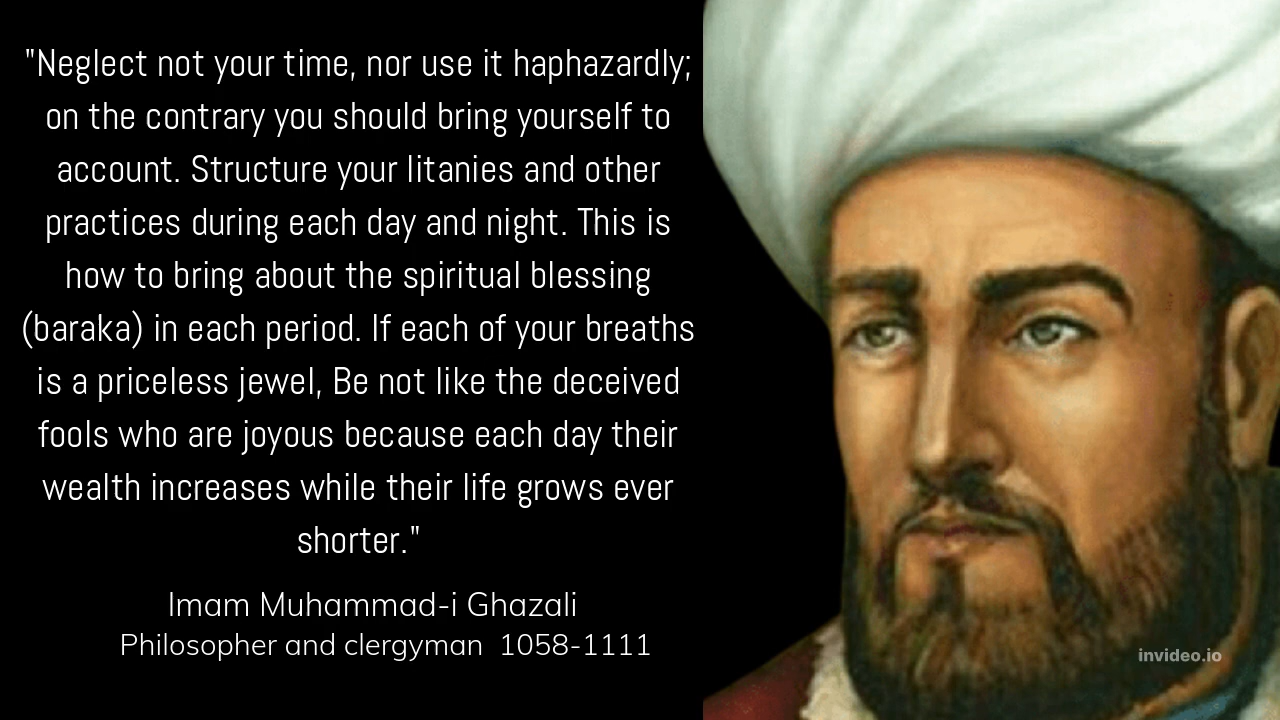 "Neglect not your time, nor use it haphazardly;
on the contrary you should bring yourself to
account. Structure your litanies and other
practices during each day and night. This is
how to bring about the spiritual blessing
(baraka) in each period. If each of your breaths
is a priceless jewel, Be not like the deceived
fools who are joyous because each day their
wealth increases while their life grows ever
shorter."
Imam Muhammad-i Ghazali
Philosopher and clergyman 1058-1111
invideo.io